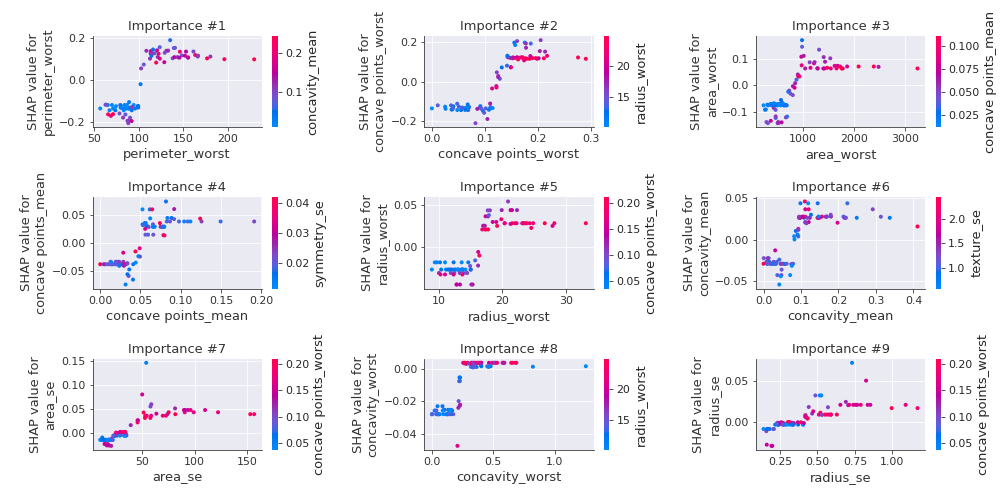 Importance #1
SHAP value for
perimeter_worst
0.2
0.0
−0.2
50
100
150
200
perimeter_worst
0.2
0.1
concavity_mean
Importance #2
SHAP value for
concave points_worst
0.2
0.0
−0.2
0.0
0.1
0.2
0.3
concave points_worst
20
15
radius_worst
Importance #3
SHAP value for
area_worst
0.1
0.0
−0.1
1000
2000
3000
area_worst
0.100
0.075
0.050
0.025
concave points_mean
Importance #4
SHAP value for
concave points_mean
0.05
0.00
−0.05
0.00
0.05
0.10
0.15
0.20
concave points_mean
0.04
0.03
0.02
symmetry_se
Importance #5
SHAP value for
radius_worst
0.05
0.00
10
20
30
radius_worst
0.20
0.15
0.10
0.05
concave points_worst
Importance #6
SHAP value for
concavity_mean
0.05
0.00
−0.05
0.0
0.1
0.2
0.3
0.4
concavity_mean
2.0
1.5
1.0
texture_se
Importance #7
SHAP value for
area_se
0.15
0.10
0.05
0.00
50
100
150
area_se
0.20
0.15
0.10
0.05
concave points_worst
Importance #8
SHAP value for
concavity_worst
0.00
−0.02
−0.04
0.0
0.5
1.0
concavity_worst
20
15
radius_worst
Importance #9
SHAP value for
radius_se
0.05
0.00
0.25
0.50
0.75
1.00
radius_se
0.20
0.15
0.10
0.05
concave points_worst